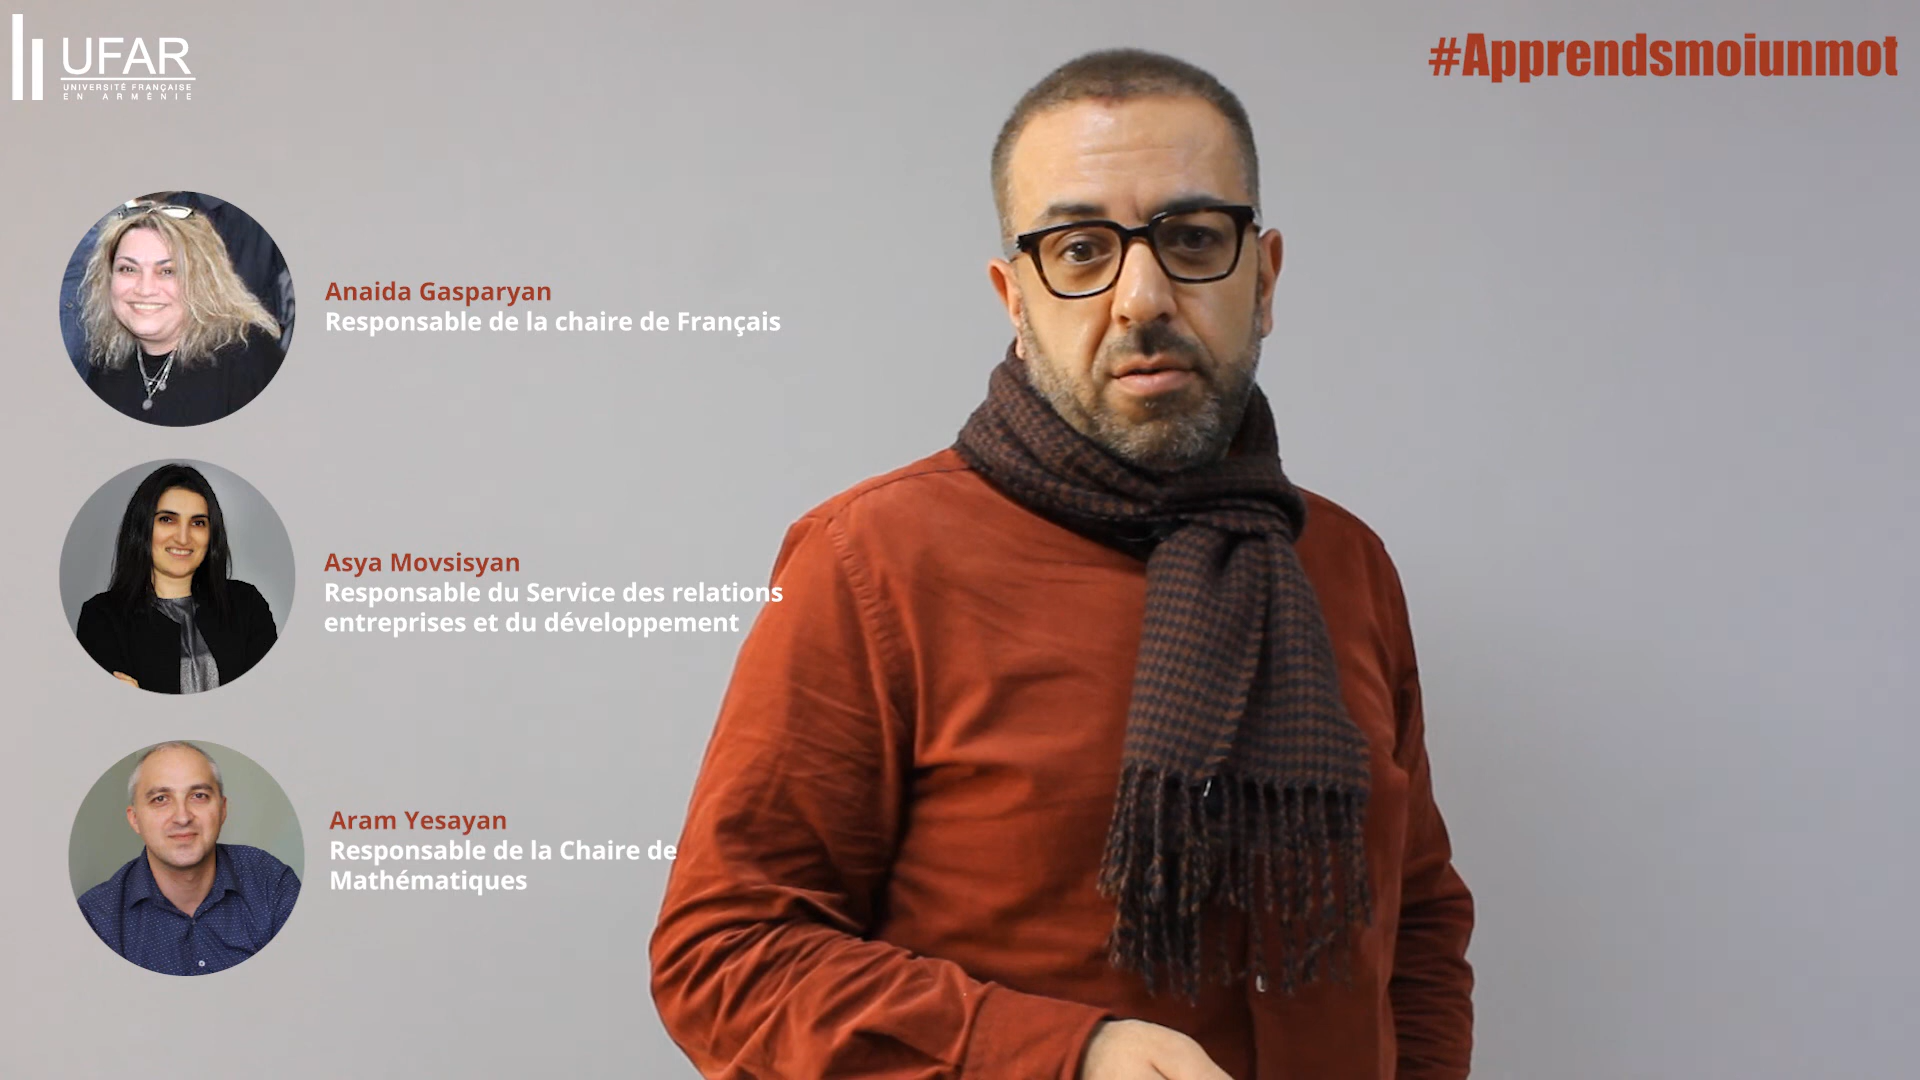 UFAR
UNIVERSITÉ FRANÇAISE
EN ARMÉNIE
#Apprendsmoiunmot
Anaida Gasparyan
Responsable de la chaire de Français
Asya Movsisyan
Responsable du Service des relations
entreprises et du développement
Aram Yesayan
Responsable de la Chaire de
Mathématiques